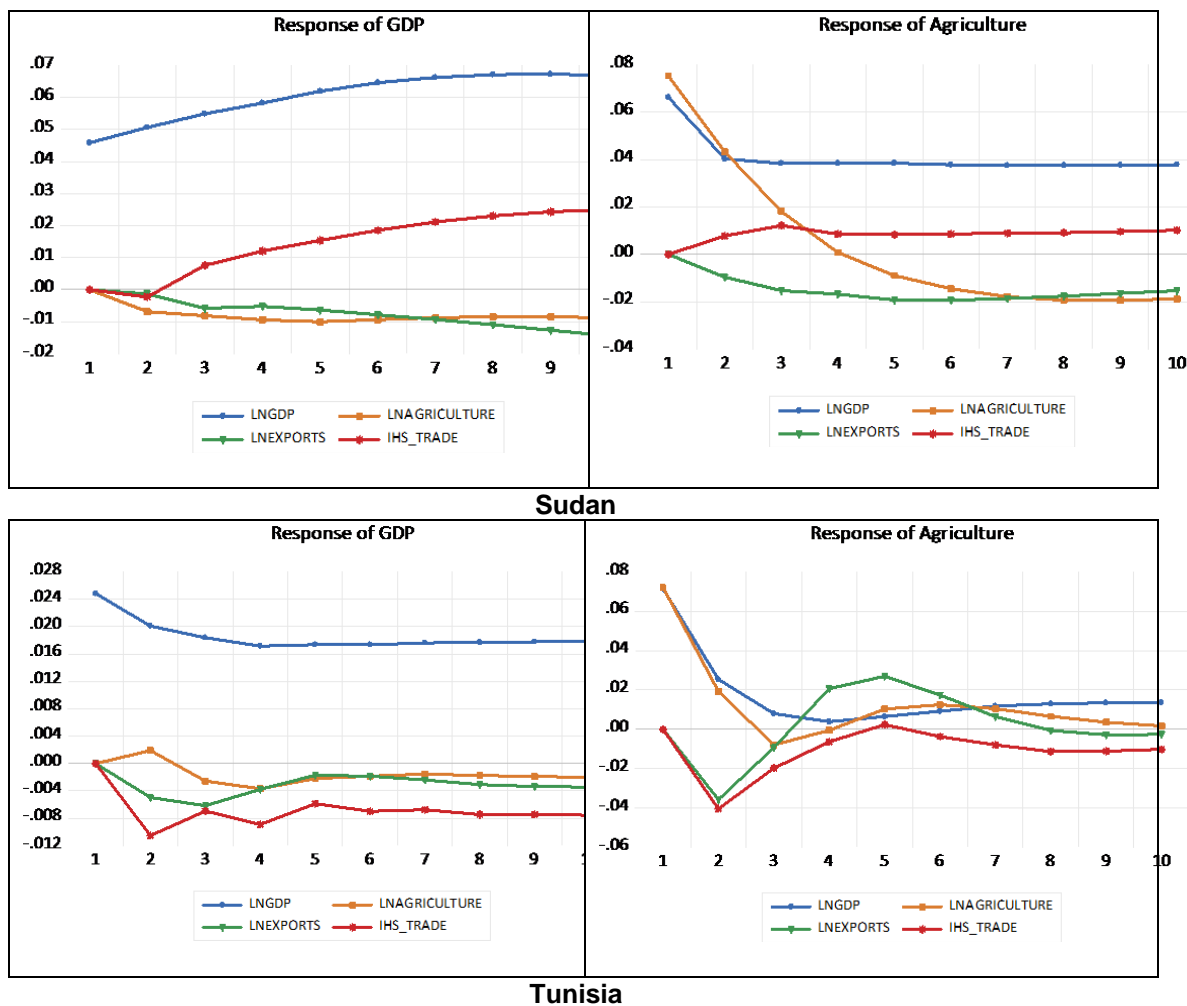 Response of GDP
.07
.06
.05
.04
.03
.02
.01
.00
-.01
-.02
1 2 3 4 5 6 7 8 9
LNGDP LNAGRICULTURE
LNEXPORTS IHS_TRADE
Response of Agriculture
.08
.06
.04
.02
.00
-.02
-.04
1 2 3 4 5 6 7 8 9 10
LNGDP LNAGRICULTURE
LNEXPORTS IHS_TRADE
Sudan
Response of GDP
.028
.024
.020
.016
.012
.008
.004
.000
-.004
-.008
-.012
1 2 3 4 5 6 7 8 9
LNGDP LNAGRICULTURE
LNEXPORTS IHS_TRADE
Response of Agriculture
.08
.06
.04
.02
.00
-.02
-.04
-.06
1 2 3 4 5 6 7 8 9 10
LNGDP LNAGRICULTURE
LNEXPORTS IHS_TRADE
Tunisia